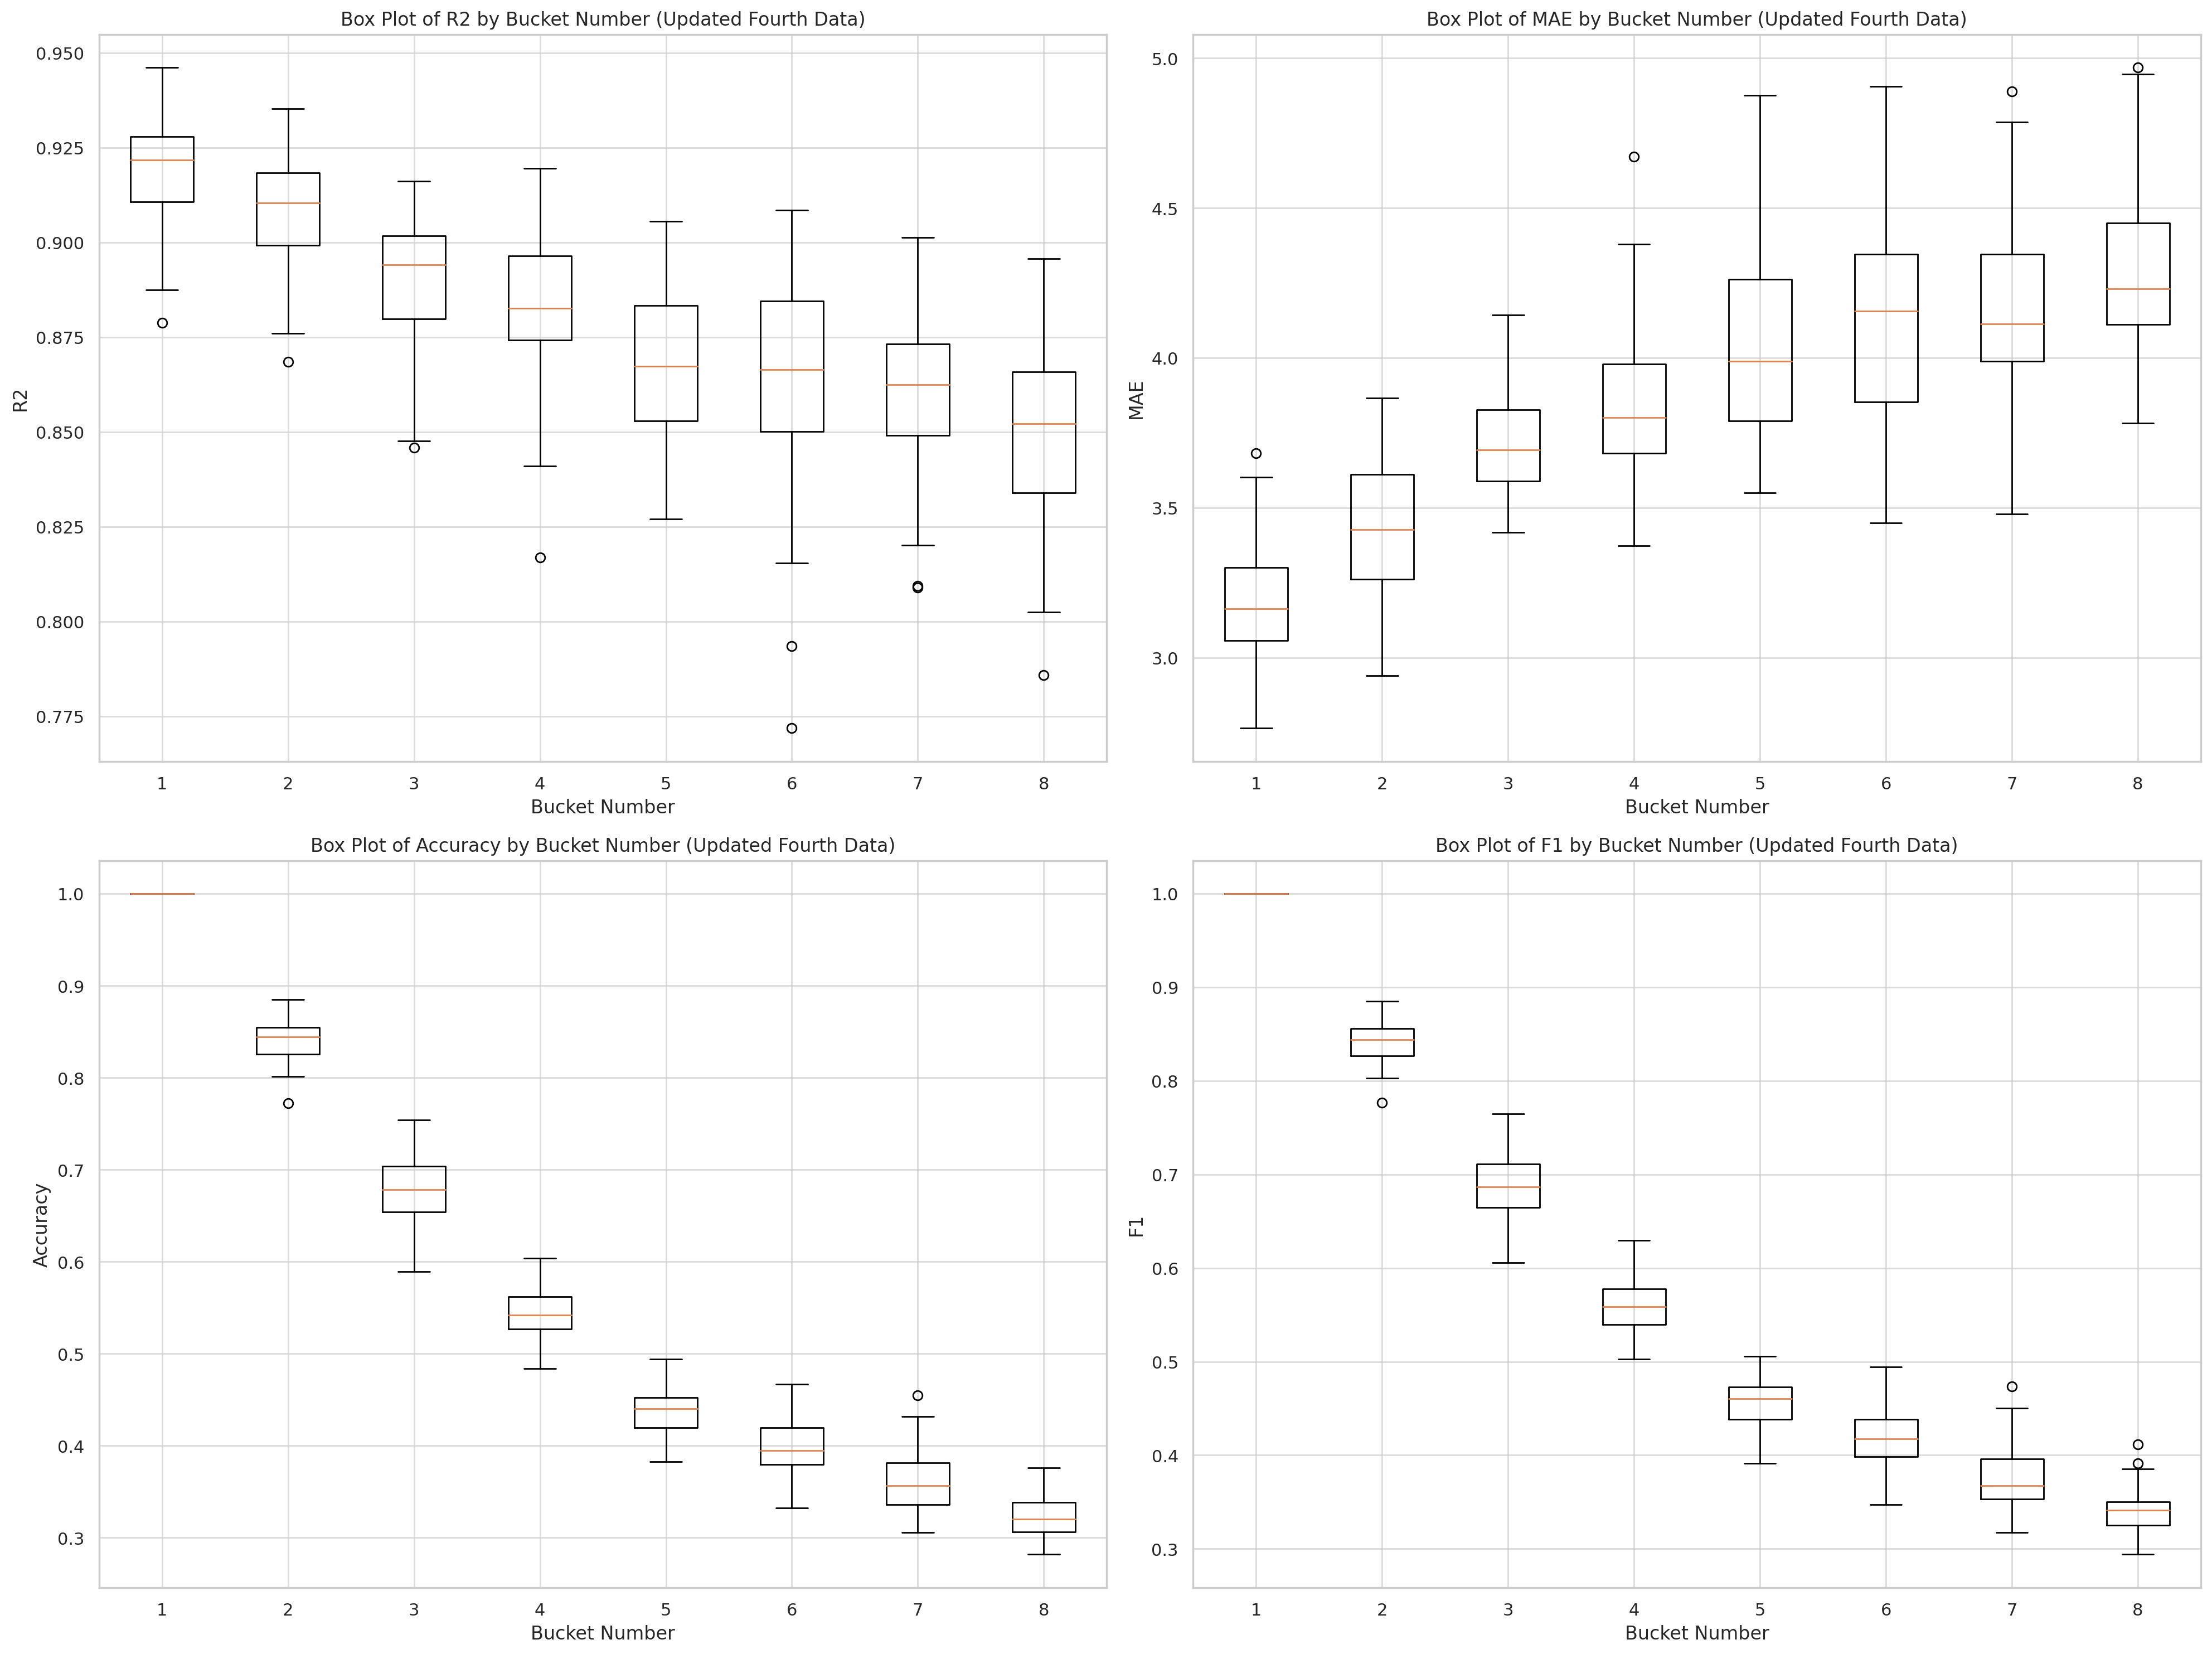 Box Plot of R2 by Bucket Number (Updated Fourth Data)
R2
0.950
0.925
0.900
0.875
0.850
0.825
0.800
0.775
1 2 3 4 5 6 7 8
Bucket Number
Box Plot of MAE by Bucket Number (Updated Fourth Data)
MAE
5.0
4.5
4.0
3.5
3.0
1 2 3 4 5 6 7 8
Bucket Number
Box Plot of Accuracy by Bucket Number (Updated Fourth Data)
Accuracy
1.0
0.9
0.8
0.7
0.6
0.5
0.4
0.3
1 2 3 4 5 6 7 8
Bucket Number
Box Plot of F1 by Bucket Number (Updated Fourth Data)
F1
1.0
0.9
0.8
0.7
0.6
0.5
0.4
0.3
1 2 3 4 5 6 7 8
Bucket Number